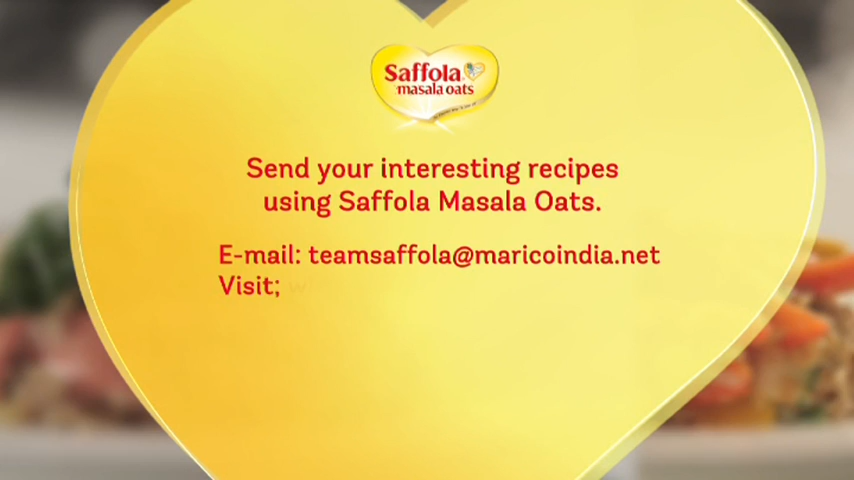 Saffola
masala oats
Send your interesting recipes
using Saffola Masala Oats.
E-mail: teamsaffola@maricoindia.net
Visit; w